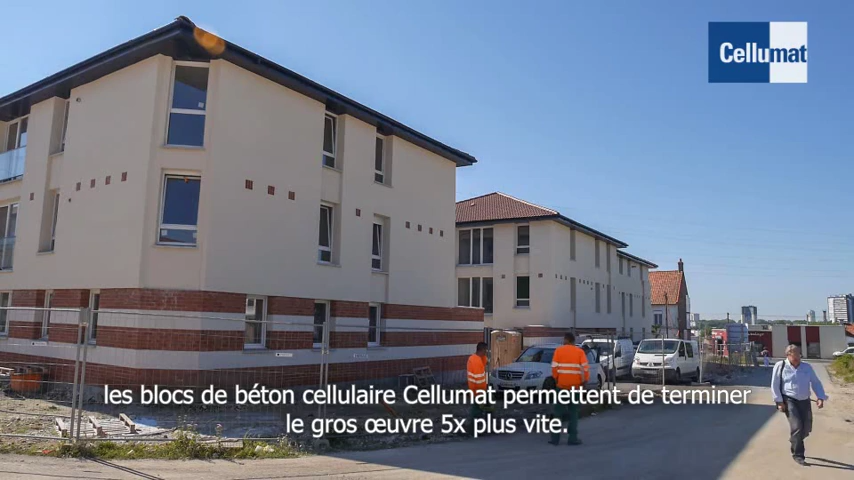 Cellumat
les blocs de béton cellulaire Cellumat permettent de terminer
le gros œuvre 5x plus vite.